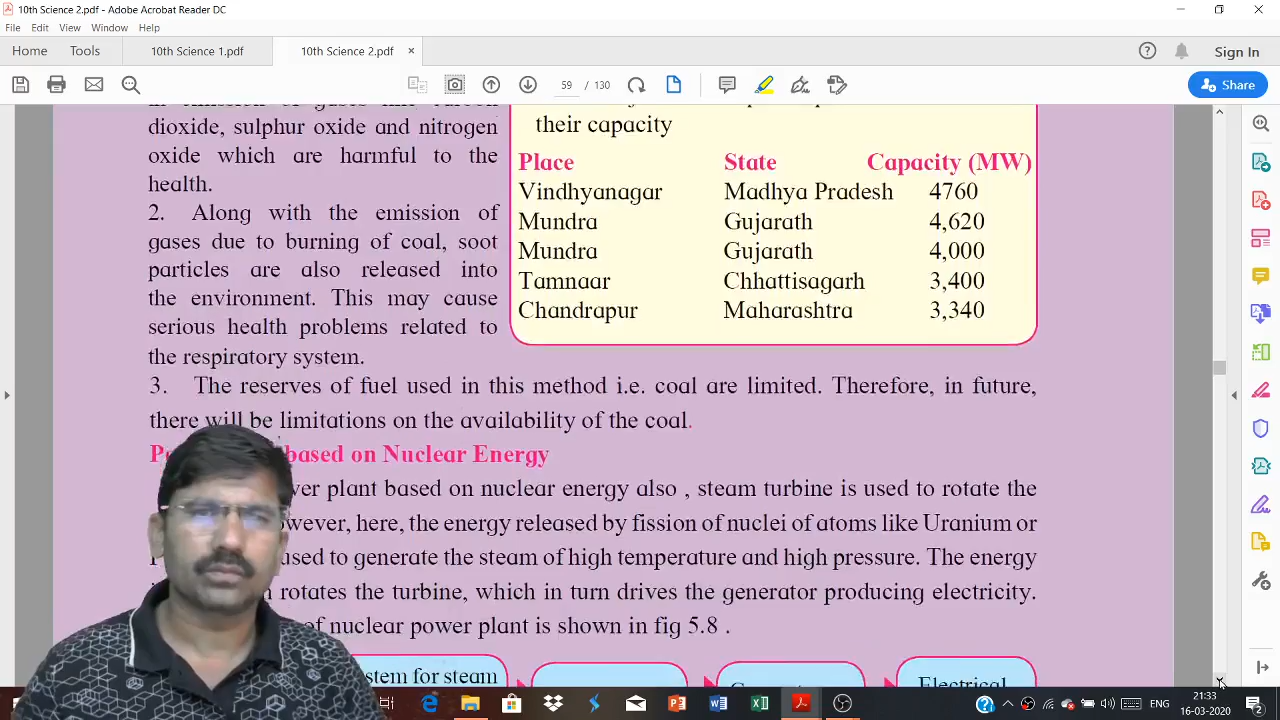 10th Science 2.pdf - Adobe Acrobat Reader DC
File Edit View Window Help
Home Tools 10th Science 1.pdf 10th Science 2.pdf × Sign In
59 / 130
Share
dioxide, sulphur oxide and nitrogen
oxide which are harmful to the
health.
2. Along with the emission of
gases due to burning of coal, soot
particles are also released into
the environment. This may cause
serious health problems related to
the respiratory system.
their capacity
Place State Capacity (MW)
Vindhyanagar Madhya Pradesh 4760
Mundra Gujarath 4,620
Mundra Gujarath 4,000
Tamnaar Chhattisagarh 3,400
Chandrapur Maharashtra 3,340
3. The reserves of fuel used in this method i.e. coal are limited. Therefore, in future,
there will be limitations on the availability of the coal.
based on Nuclear Energy
plant based on nuclear energy also , steam turbine is used to rotate the
here, the energy released by fission of nuclei of atoms like Uranium or
used to generate the steam of high temperature and high pressure. The energy
rotates the turbine, which in turn drives the generator producing electricity.
of nuclear power plant is shown in fig 5.8 .
for steam
Electrical
21:33
16-03-2020